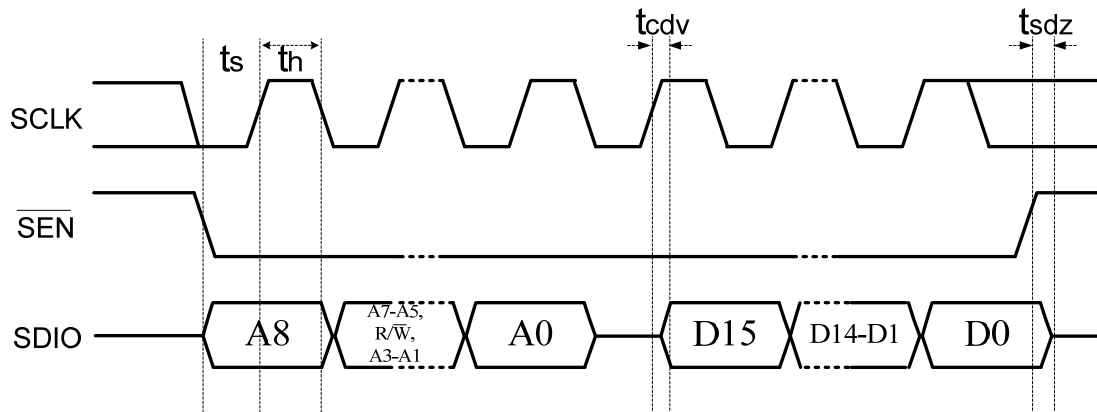 ts th tcdv tsdz
SCLK
SEN
SDIO
A8
A7-A5,
R/W,
A3-A1
A0
D15
D14-D1
D0